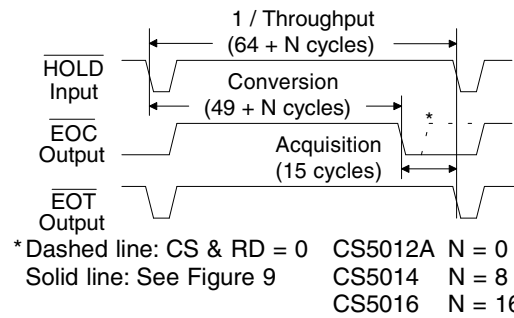 1 / Throughput
(64 + N cycles)
HOLD
Input
Conversion
(49 + N cycles)
*
EOC
Output
Acquisition
(15 cycles)
EOT
Output
* Dashed line: CS & RD = 0 CS5012A N = 0
Solid line: See Figure 9 CS5014 N = 8
CS5016 N = 16